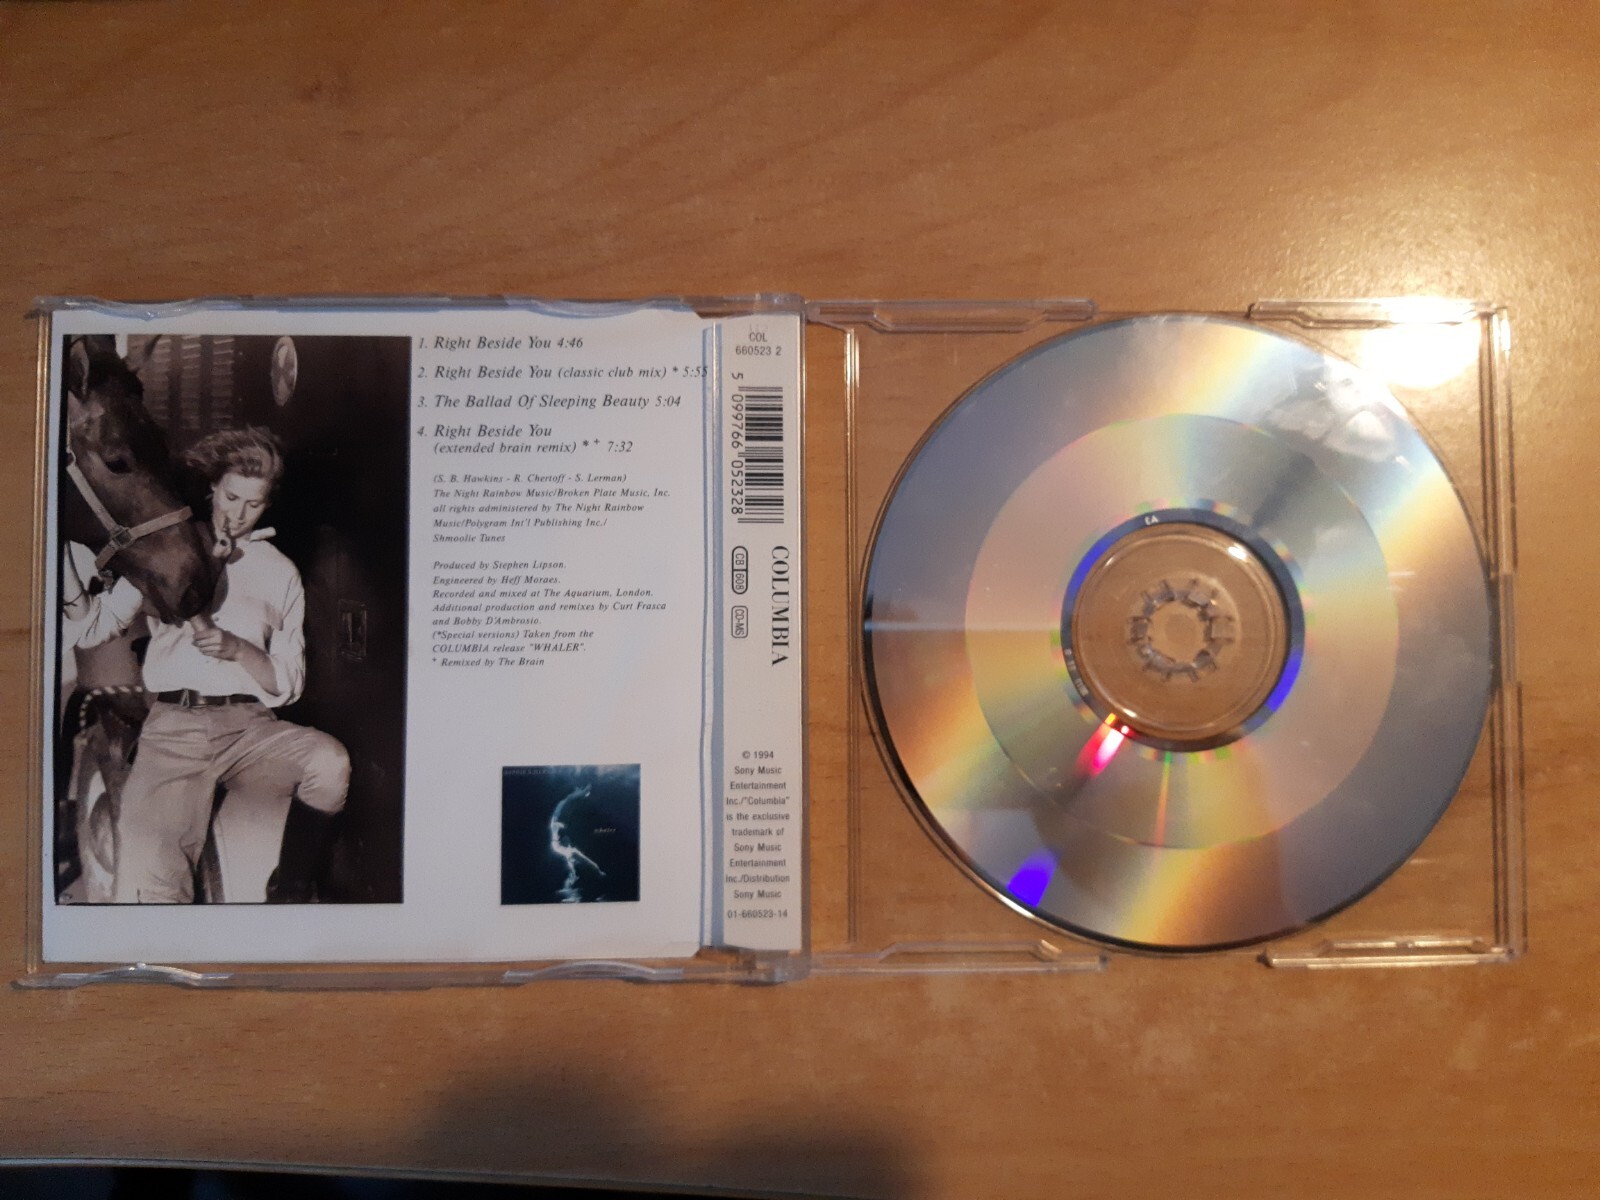 1. Right Beside You 4:46
2. Right Beside You (classic club mix) * 5:55
3. The Ballad Of Sleeping Beauty 5:04
4. Right Beside You
(extended brain remix) *+ 7:32
(S. B. Hawkins - R. Chertoff - S. Lerman)
The Night Rainbow Music/Broken Plate Music, Inc.
all rights administered by The Night Rainbow
Music/Polygram Int'l Publishing Inc./
Shmoolie Tunes
Produced by Stephen Lipson.
Engineered by Heff Moraes.
Recorded and mixed at The Aquarium, London.
Additional production and remixes by Curt Frasca
and Bobby D'Ambrosio.
(*Special versions) Taken from the
COLUMBIA release "WHALER".
* Remixed by The Brain
whaler
COL
660523 2
5 099766 052328
CB 608
CD-MS
COLUMBIA
© 1994
Sony Music
Entertainment
Inc./"Columbia"
is the exclusive
trademark of
Sony Music
Entertainment
Inc./Distribution
Sony Music
01-660523-14